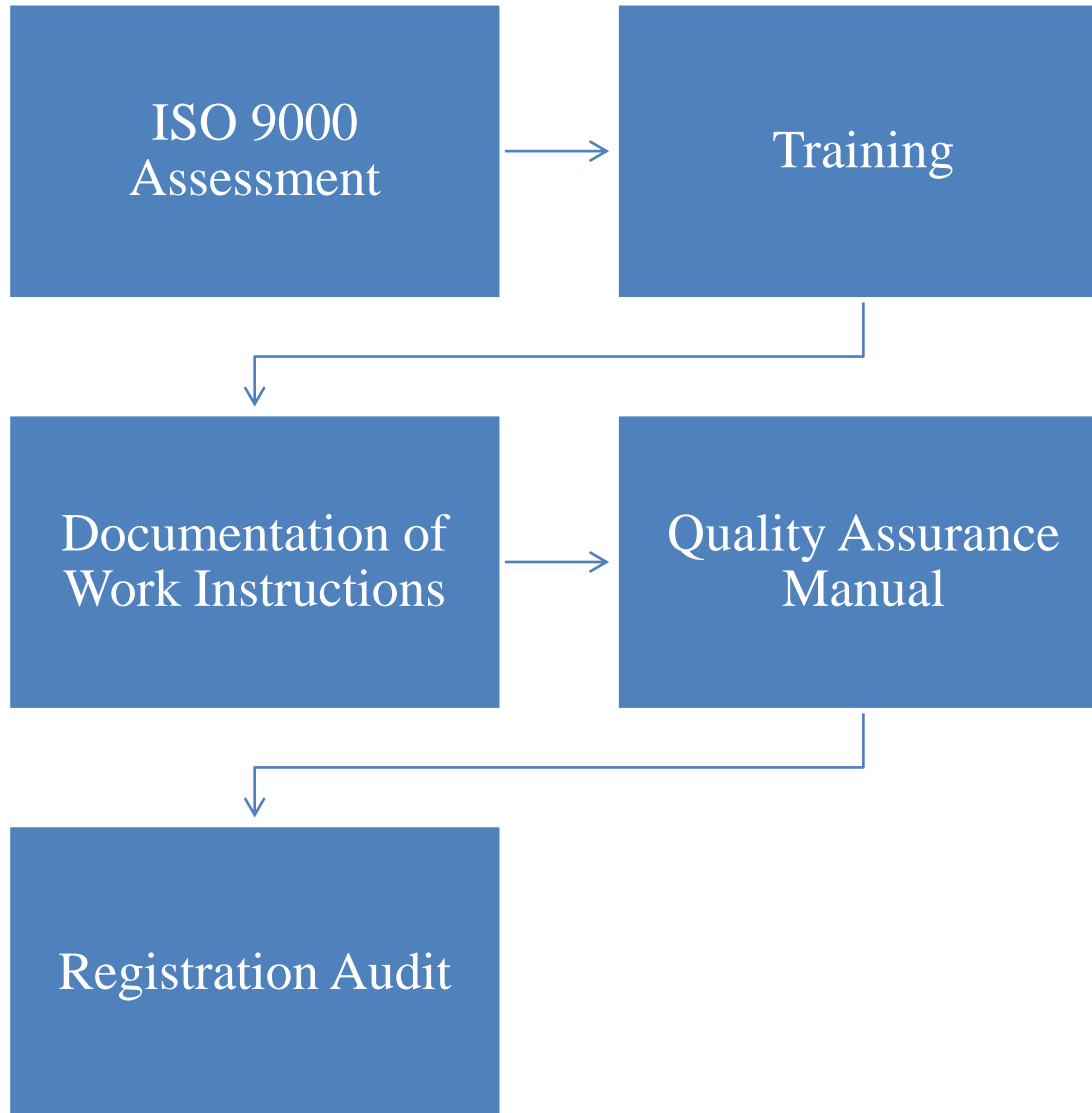 ISO 9000
Assessment
Training
Documentation of
Work Instructions
Quality Assurance
Manual
Registration Audit